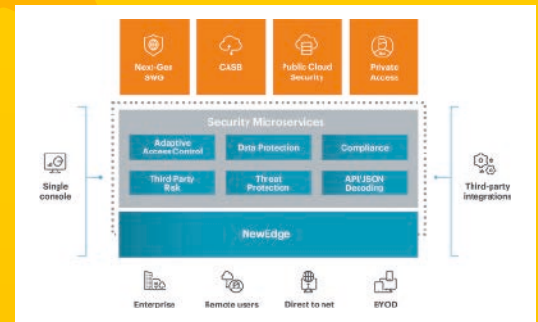 Next-Gen
SWG
CASB
Public Cloud
Security
Private
Access
Security Microservices
Adaptive
Access Control
Data Protection
Compliance
Third-Party
Risk
Threat
Protection
API/JSON
Decoding
Single
console
Third-party
integrations
NewEdge
Enterprise
Remote users
Direct to net
BYOD